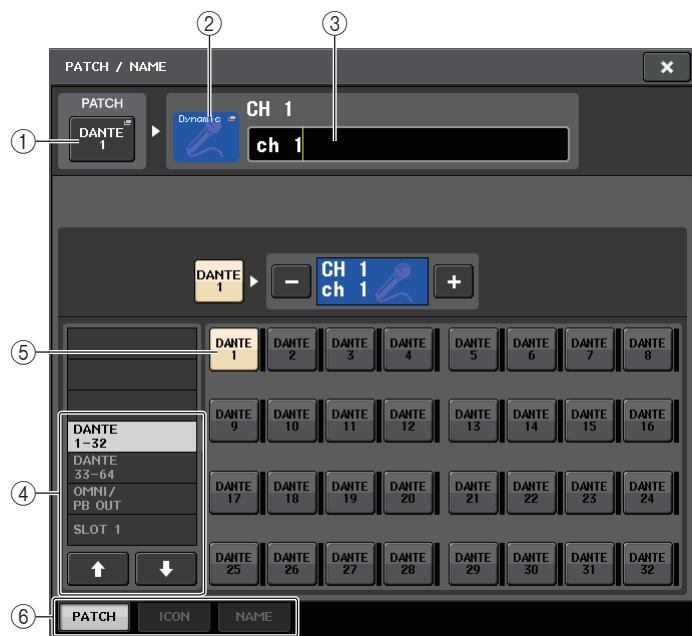 ② ③
PATCH / NAME
PATCH
DANTE
1
Dynamic
CH 1
ch 1
①
DANTE
1
CH 1
ch 1
⑤
DANTE 1 DANTE 2 DANTE 3 DANTE 4 DANTE 5 DANTE 6 DANTE 7 DANTE 8
DANTE 9 DANTE 10 DANTE 11 DANTE 12 DANTE 13 DANTE 14 DANTE 15 DANTE 16
DANTE 17 DANTE 18 DANTE 19 DANTE 20 DANTE 21 DANTE 22 DANTE 23 DANTE 24
DANTE 25 DANTE 26 DANTE 27 DANTE 28 DANTE 29 DANTE 30 DANTE 31 DANTE 32
④
DANTE
1-32
DANTE
33-64
OMNI/
PB OUT
SLOT 1
⑥
PATCH ICON NAME